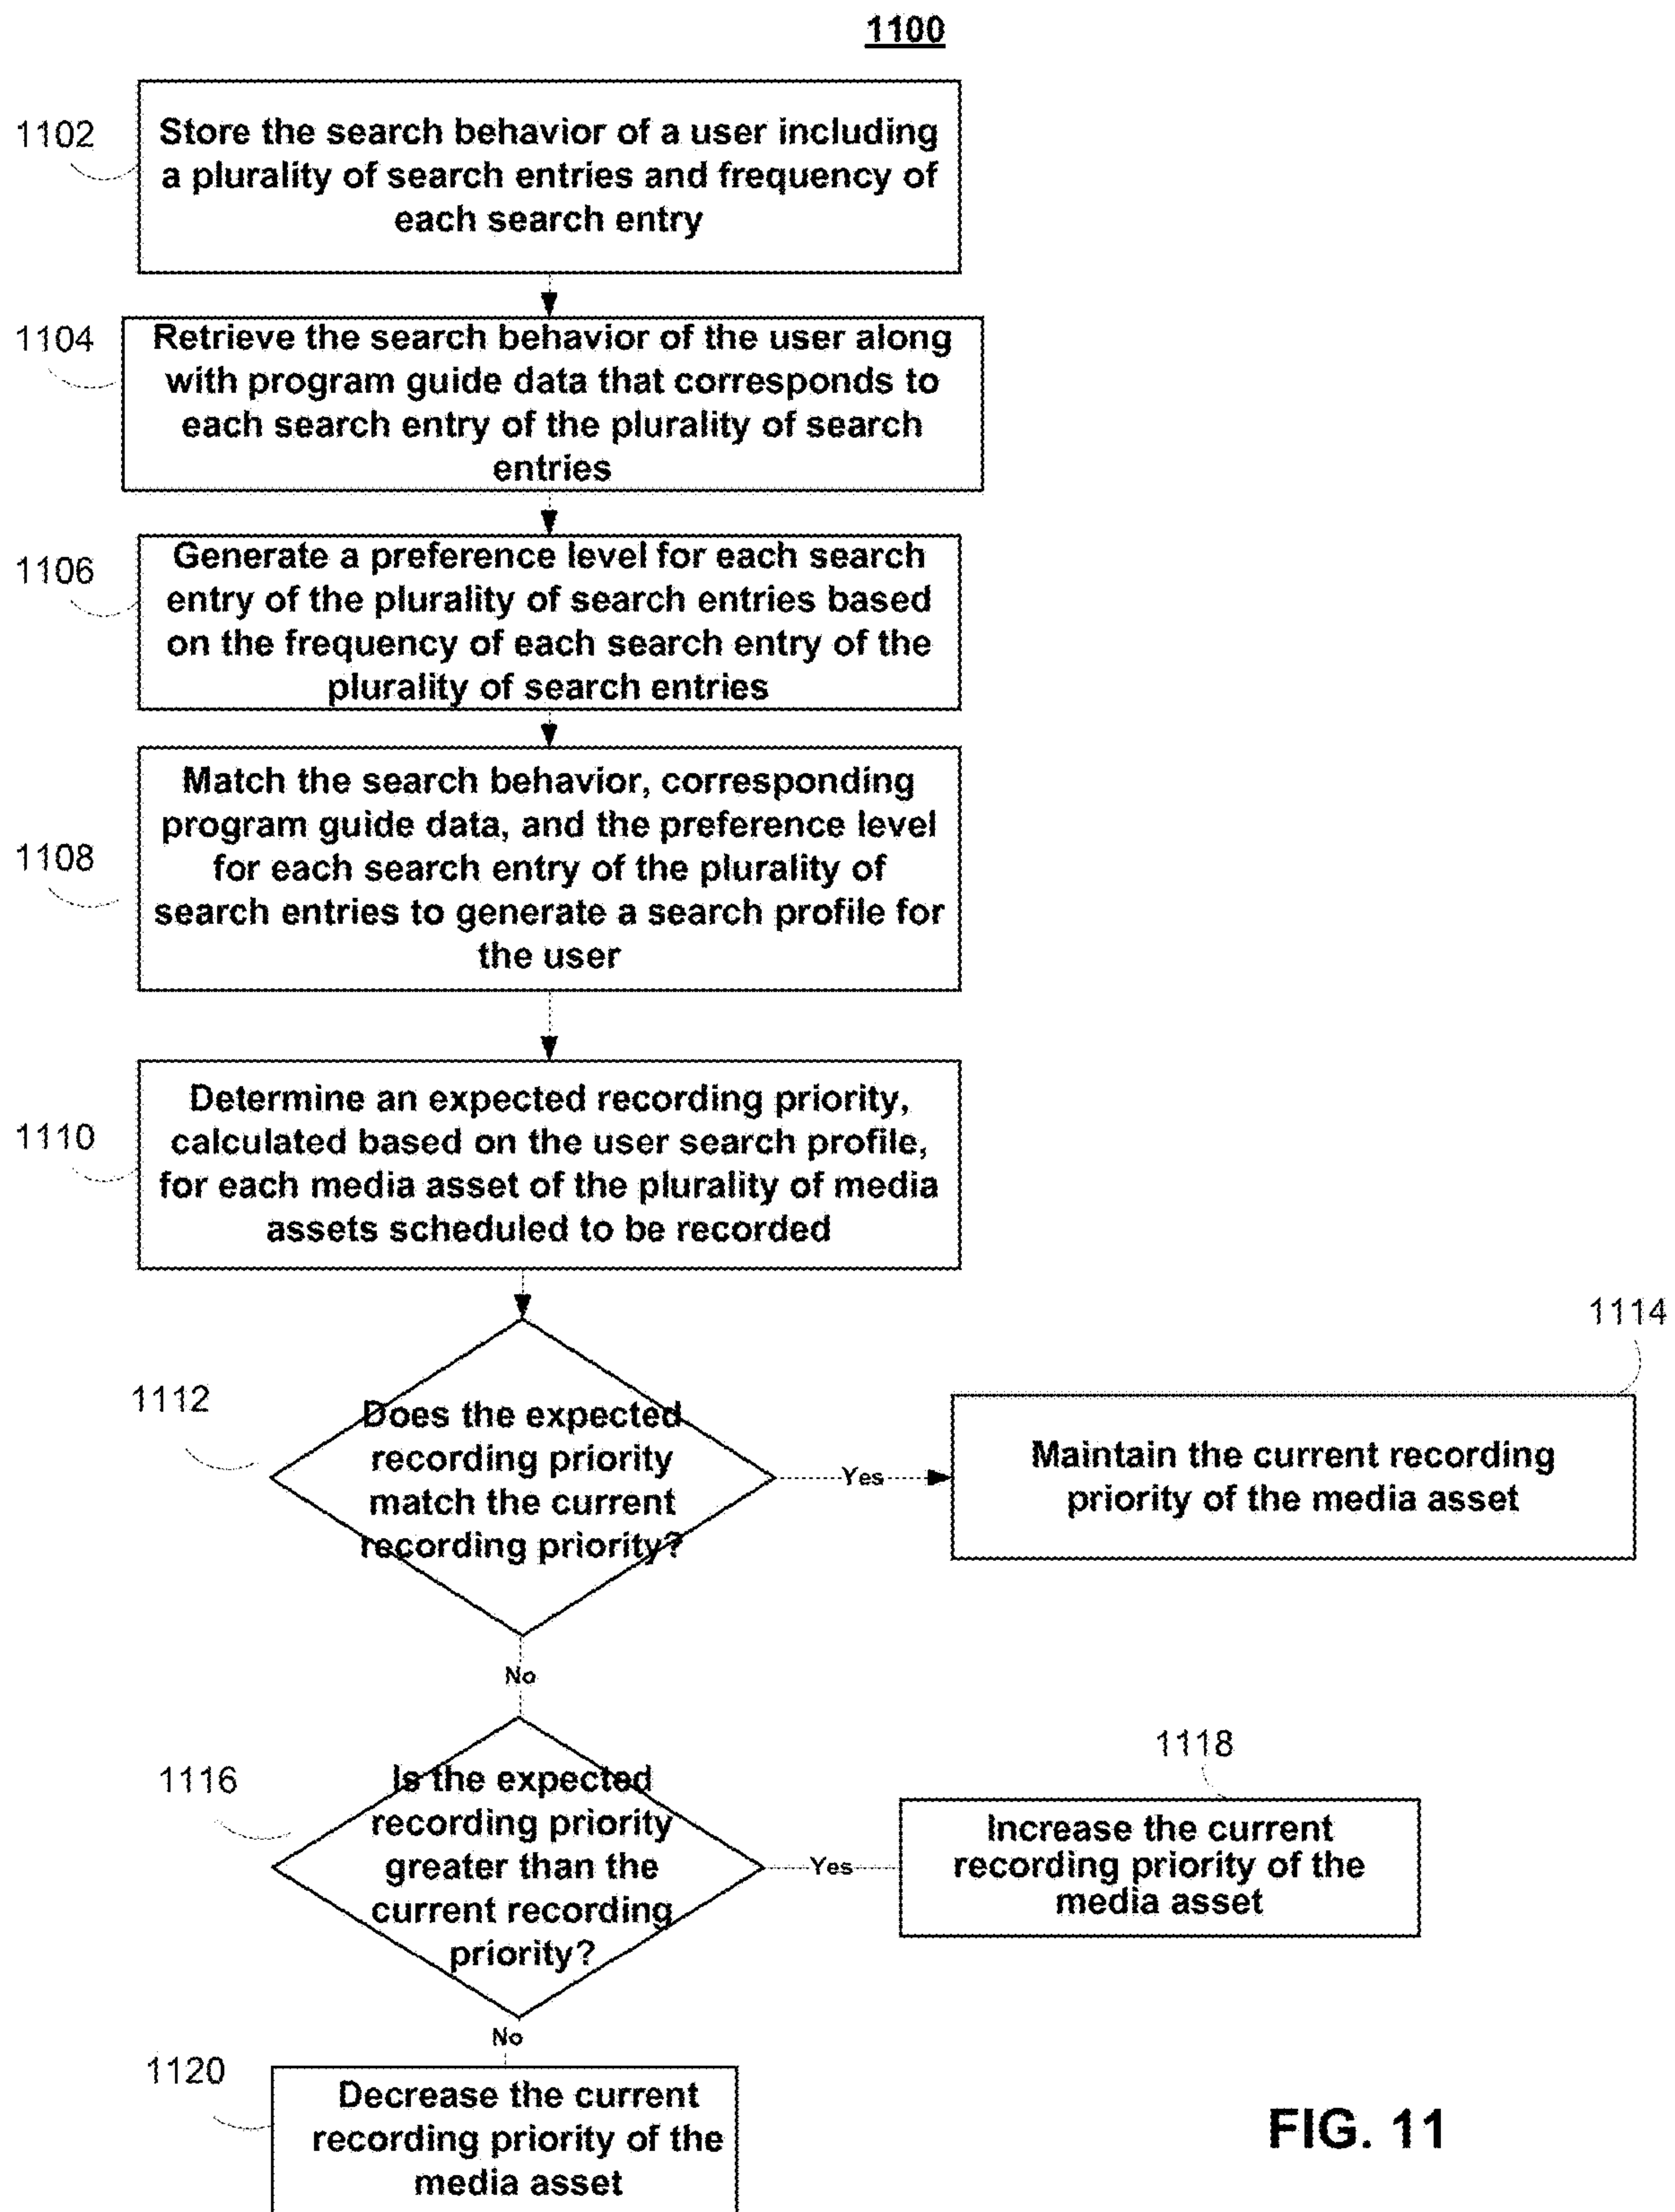 1100
1102
Store the search behavior of a user including
a plurality of search entries and frequency of
each search entry
1104
Retrieve the search behavior of the user along
with program guide data that corresponds to
each search entry of the plurality of search
entries
1106
Generate a preference level for each search
entry of the plurality of search entries based
on the frequency of each search entry of the
plurality of search entries
1108
Match the search behavior, corresponding
program guide data, and the preference level
for each search entry of the plurality of
search entries to generate a search profile for
the user
1110
Determine an expected recording priority,
calculated based on the user search profile,
for each media asset of the plurality of media
assets scheduled to be recorded
1112
Does the expected
recording priority
match the current
recording priority?
Yes
1114
Maintain the current recording
priority of the media asset
No
1116
Is the expected
recording priority
greater than the
current recording
priority?
Yes
1118
Increase the current
recording priority of the
media asset
No
1120
Decrease the current
recording priority of the
media asset
FIG. 11